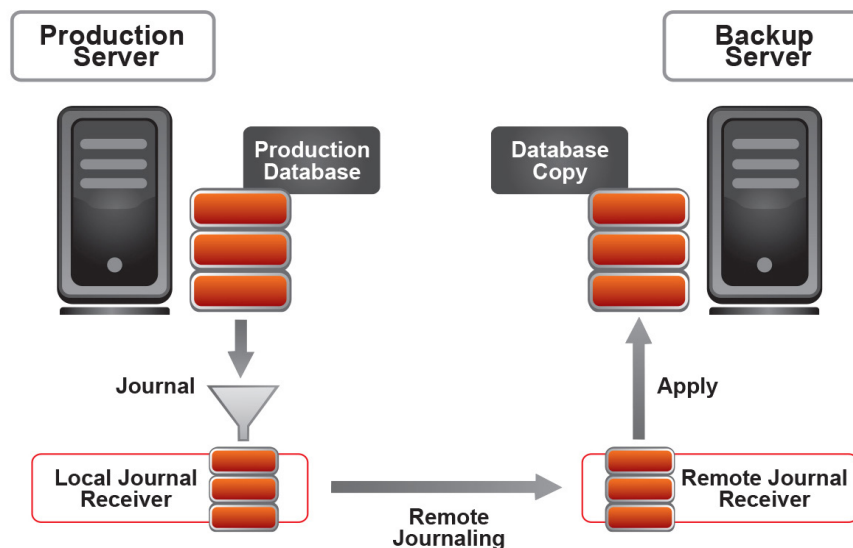 Production
Server
Backup
Server
Production
Database
Database
Copy
Journal
Apply
Local Journal
Receiver
Remote Journal
Receiver
Remote
Journaling